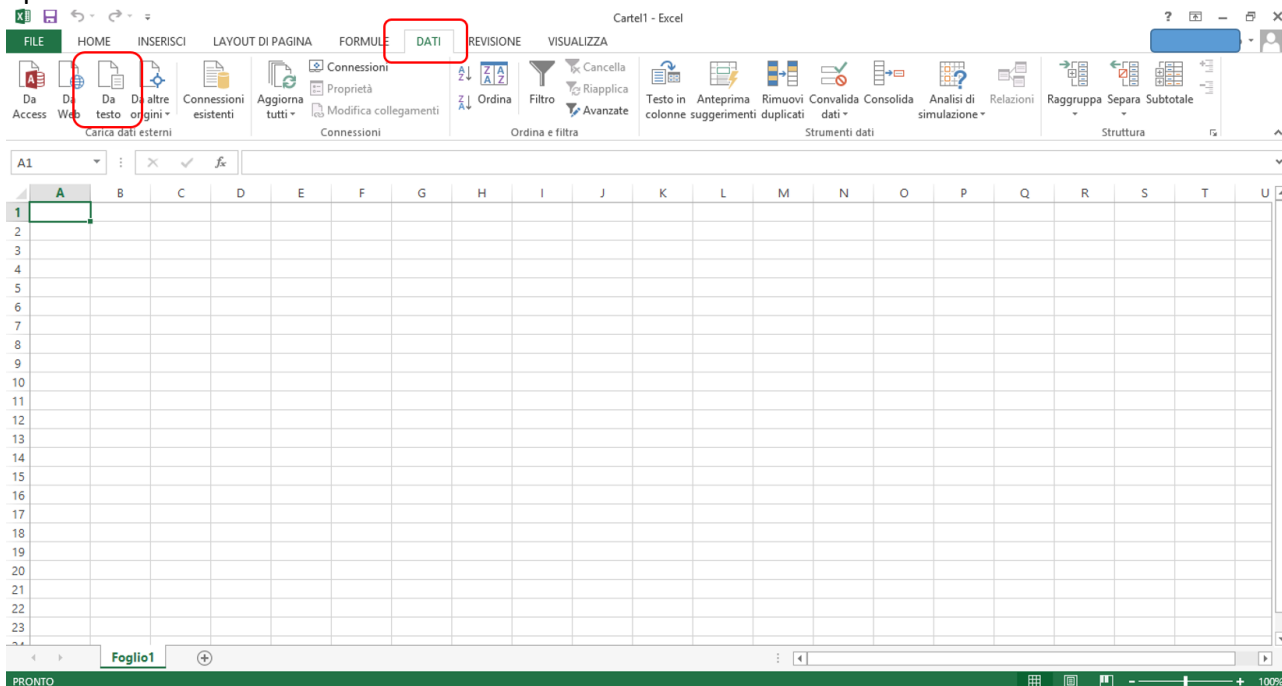 Cartel1 - Excel
FILE HOME INSERISCI LAYOUT DI PAGINA FORMULE DATI REVISIONE VISUALIZZA
Da Access
Da Web
Da testo
Da altre origini
Connessioni esistenti
Carica dati esterni
Aggiorna tutti
Connessioni
Proprietà
Modifica collegamenti
Connessioni
Ordina
Filtro
Cancella
Riapplica
Avanzate
Ordina e filtra
Testo in colonne
Anteprima suggerimenti
Rimuovi duplicati
Convalida dati
Consolida
Analisi di simulazione
Relazioni
Strumenti dati
Raggruppa
Separa
Subtotale
Struttura
A1
fx
A B C D E F G H I J K L M N O P Q R S T U
1
2
3
4
5
6
7
8
9
10
11
12
13
14
15
16
17
18
19
20
21
22
23
Foglio1
PRONTO
100%